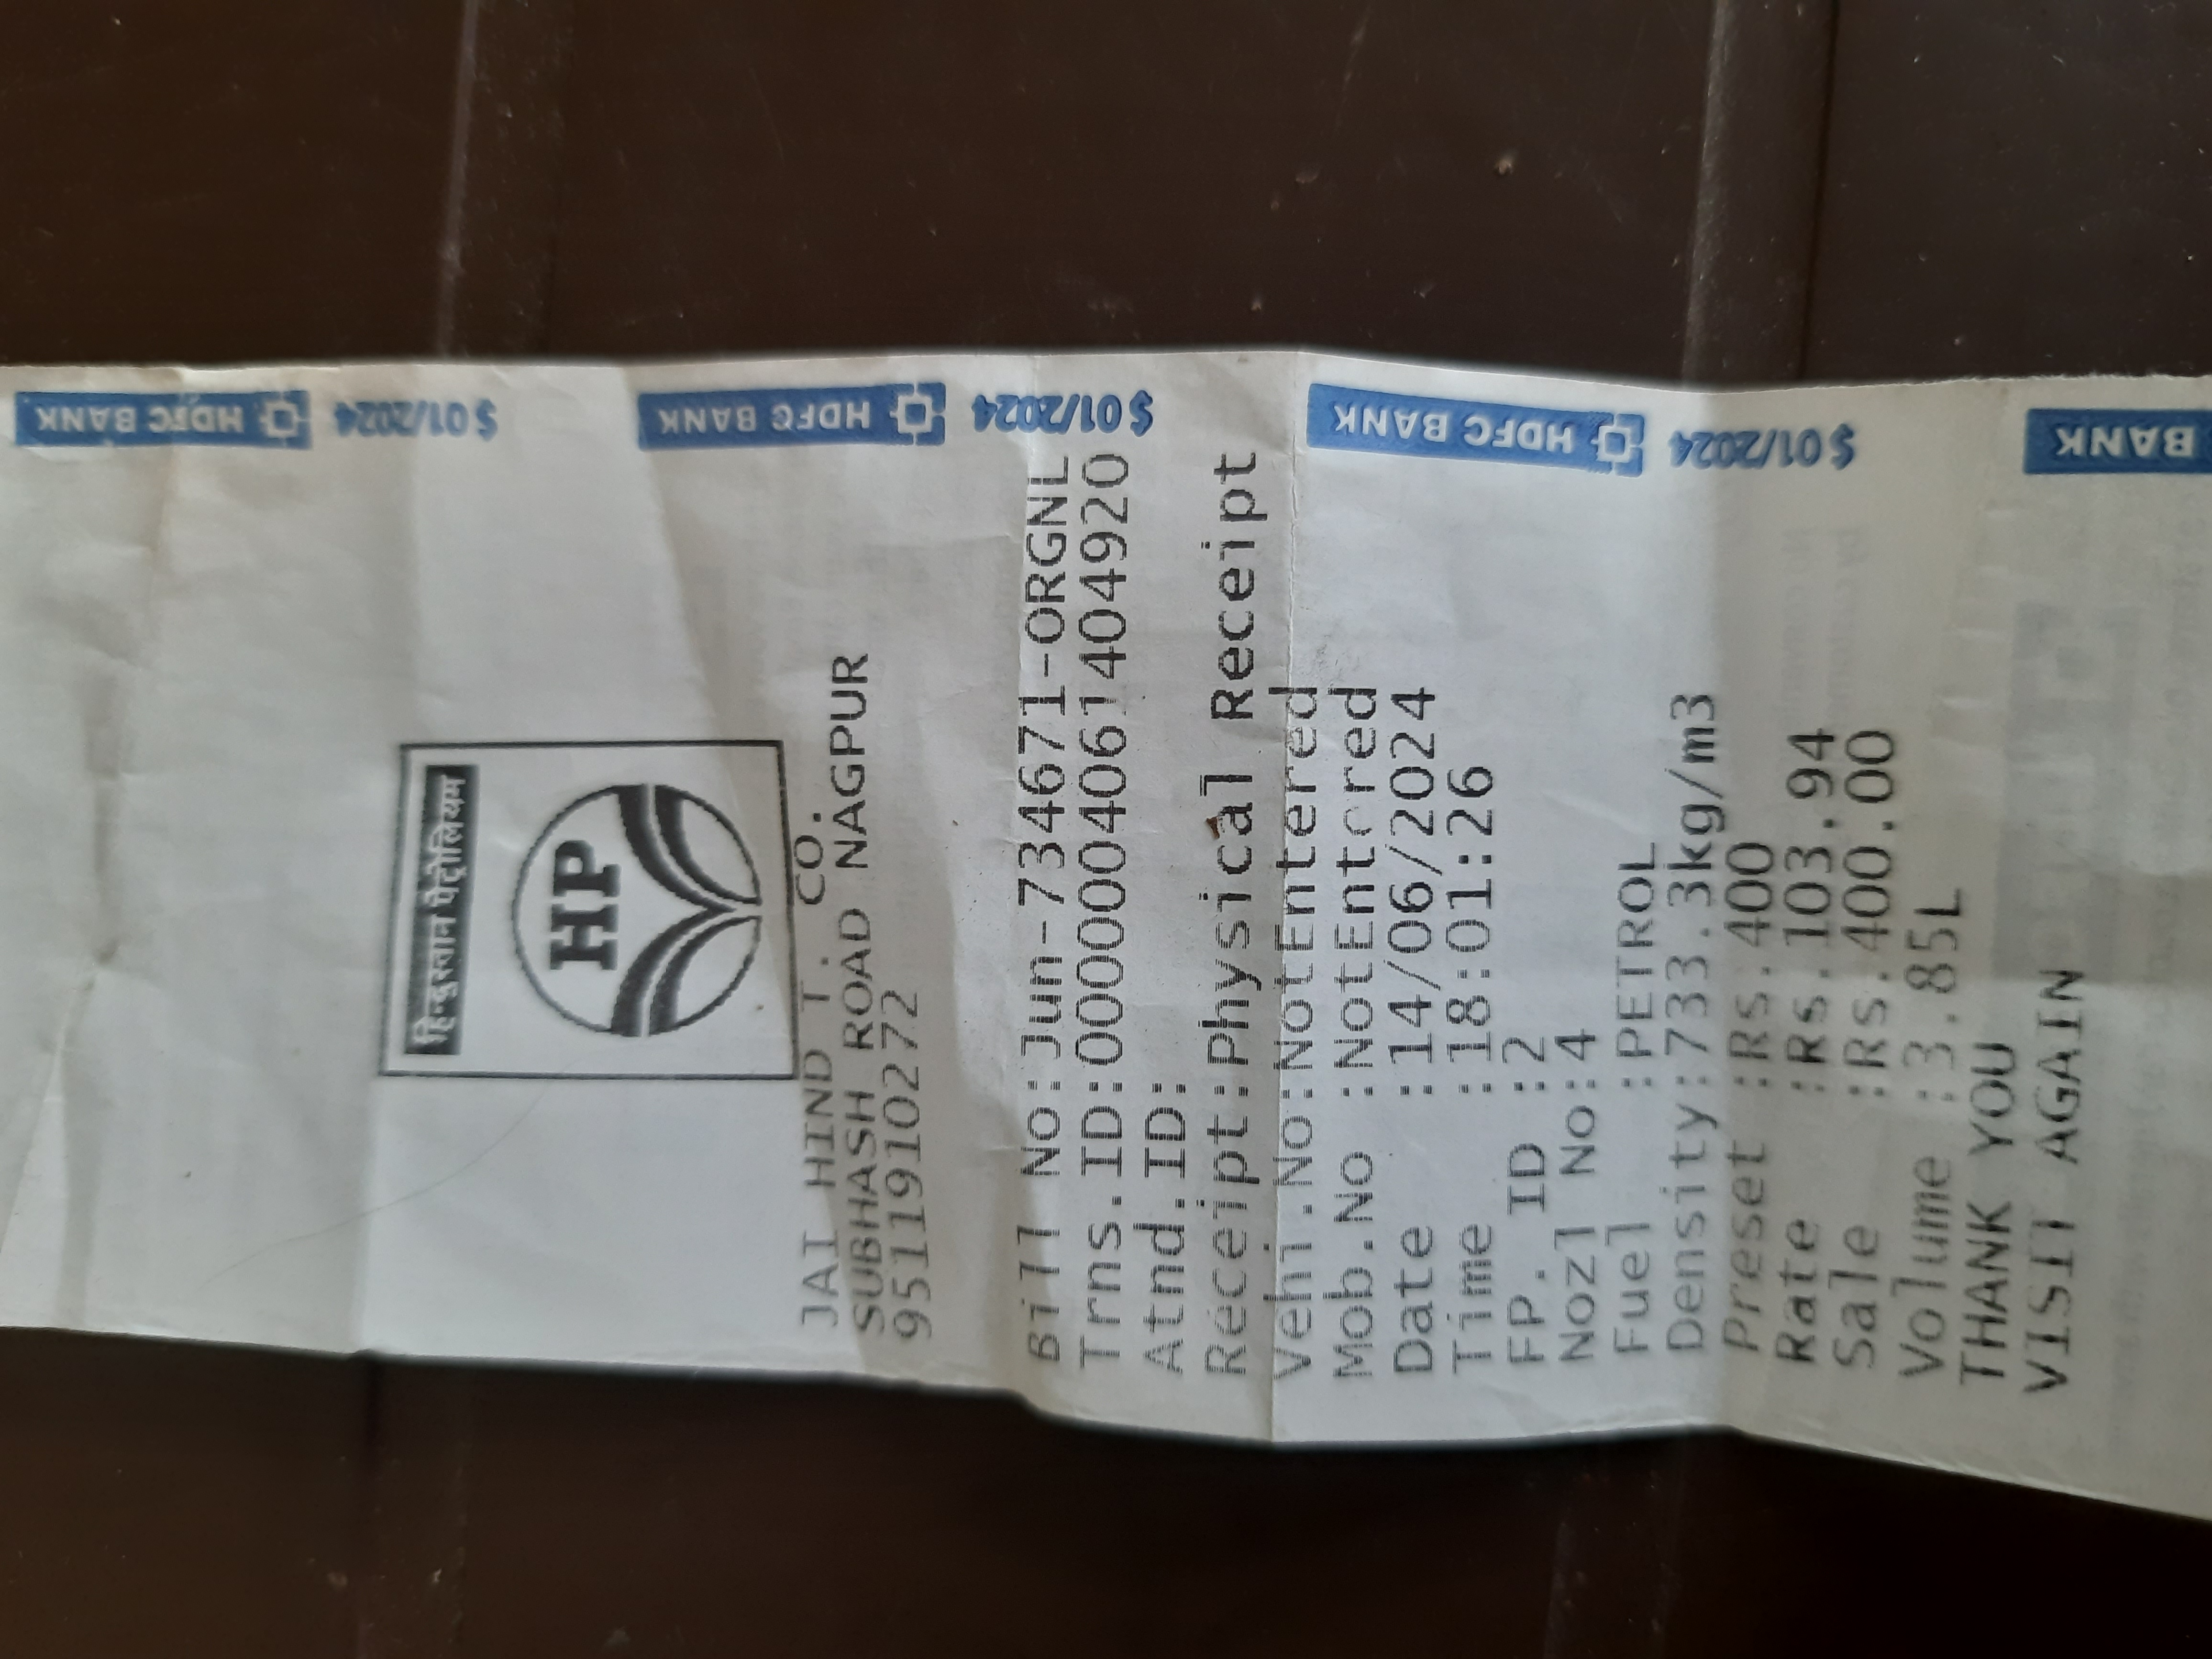 हिन्दुस्तान पेट्रोलियम
HP
JAI HIND T. CO.
SUBHASH ROAD NAGPUR
9511910272
Bill No:Jun-734671-ORGNL
Trns.ID:0000000406140492​0
Atnd.ID:
Receipt:Physical Receipt
Vehi.No:NotEntered
Mob.No :NotEntered
Date :14/06/2024
Time :18:01:26
FP. ID :2
Nozl No:4
Fuel :PETROL
Density:733.3kg/m3
Preset :Rs.400
Rate :Rs.103.94
Sale :Rs.400.00
Volume :3.85L
THANK YOU
VISIT AGAIN
HDFC BANK $ 01/2024
HDFC BANK $ 01/2024
HDFC BANK $ 01/2024
BANK